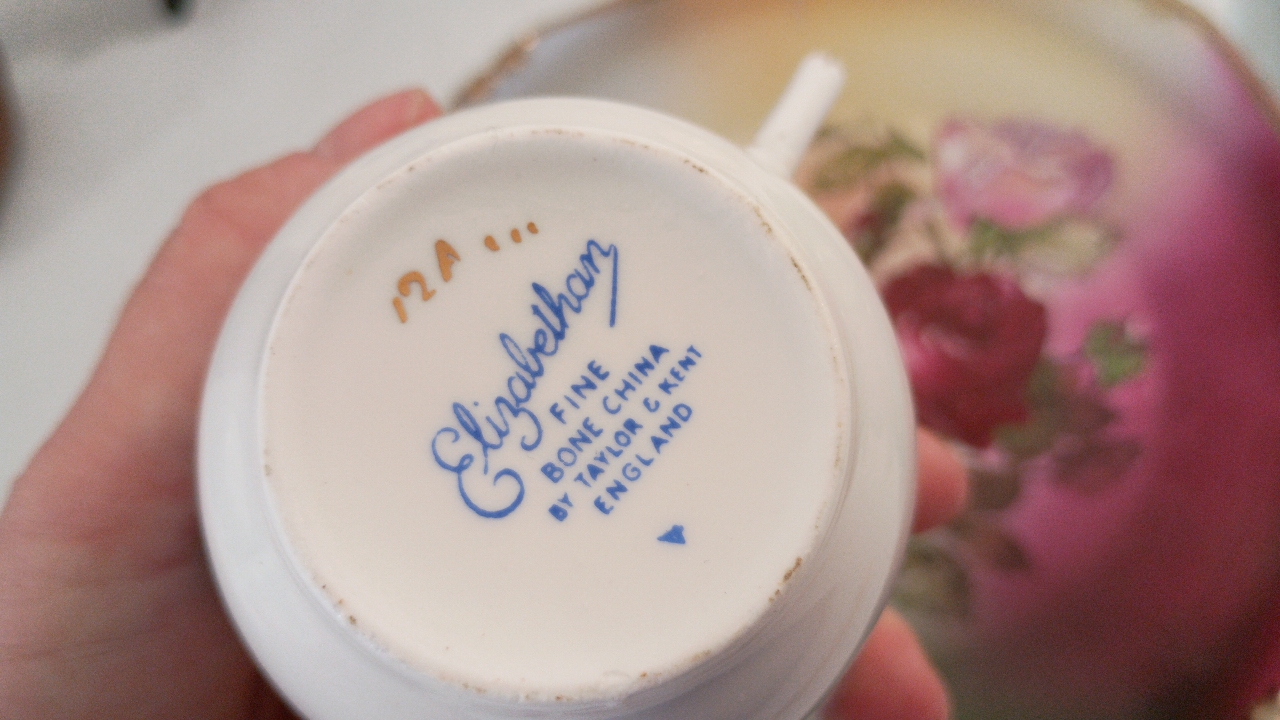 12A ...
Elizabethan
FINE
BONE CHINA
BY TAYLOR & KENT
ENGLAND